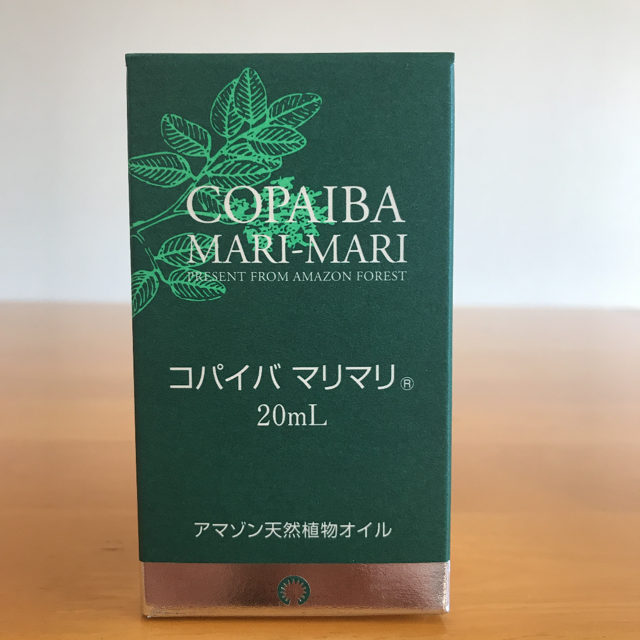 COPAIBA
MARI-MARI
PRESENT FROM AMAZON FOREST
コパイバ マリマリ®
20mL
アマゾン天然植物オイル